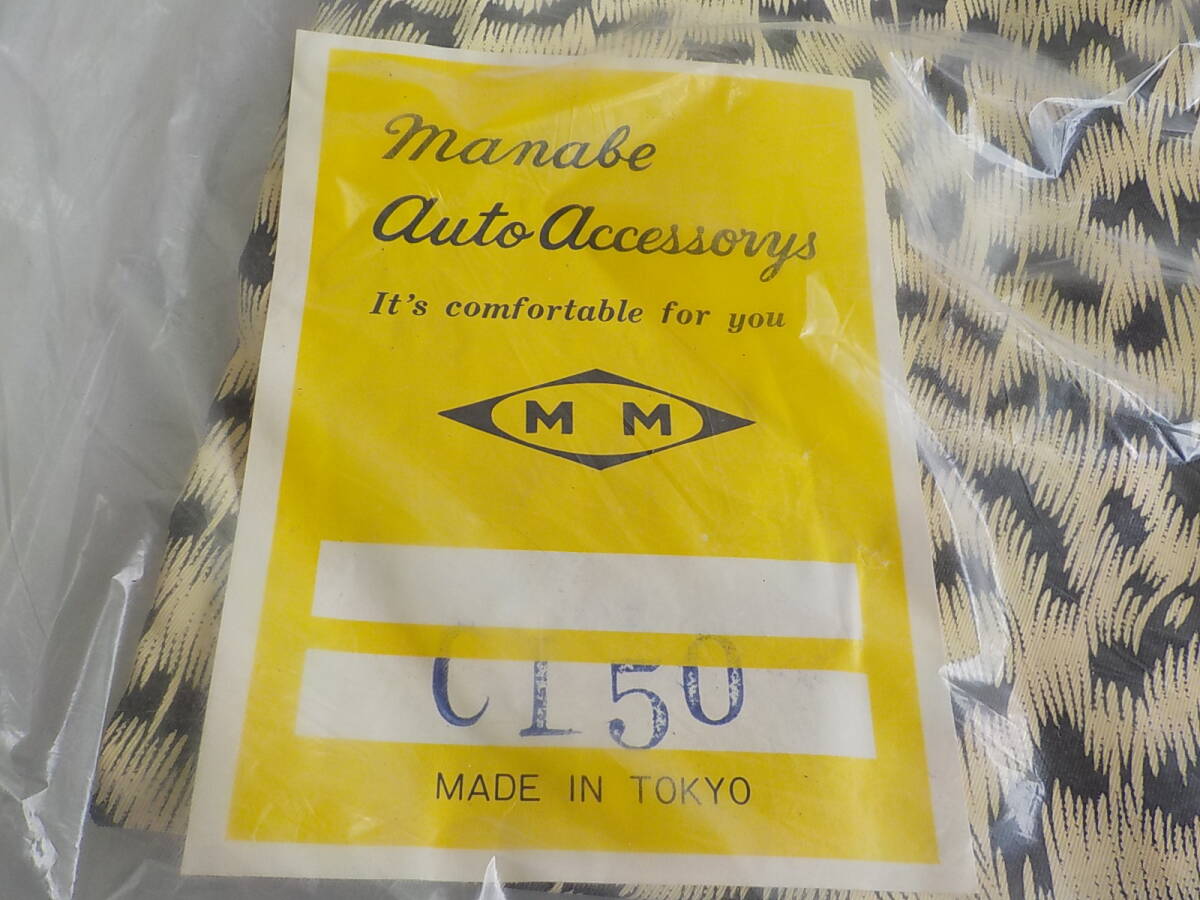 Manabe
Auto Accessorys
It's comfortable for you
M M
C150
MADE IN TOKYO